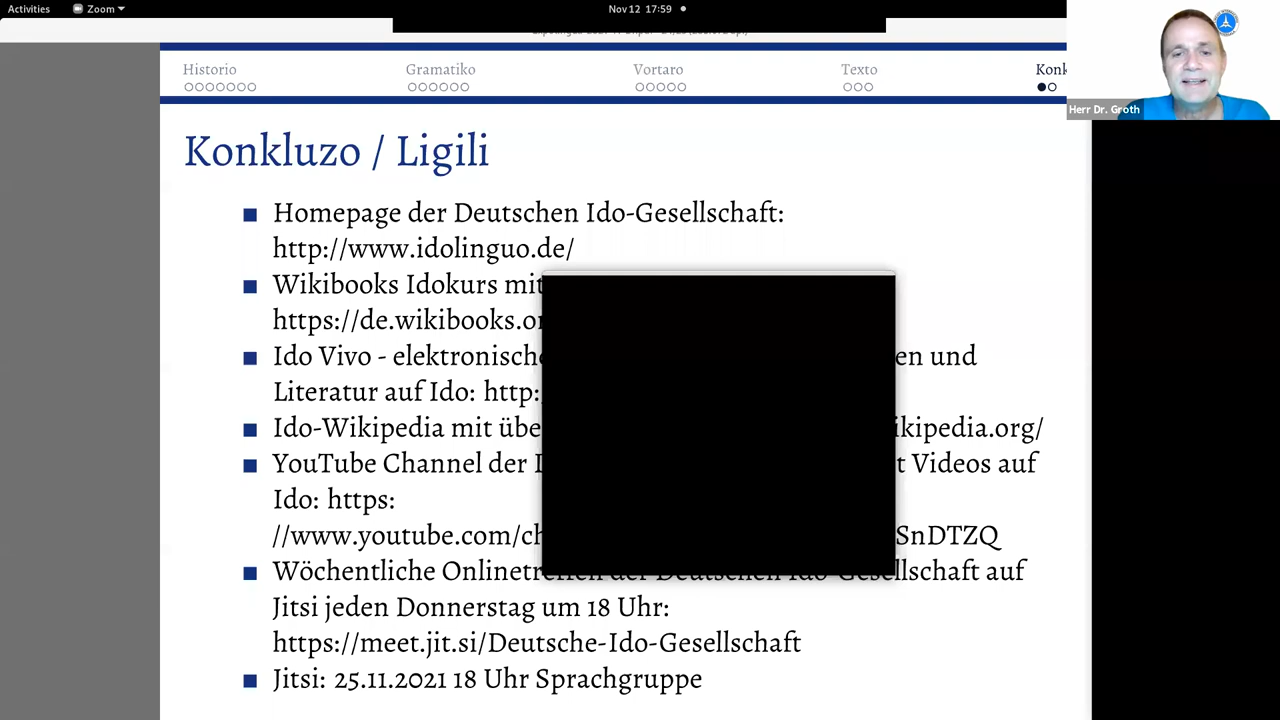 Activities Zoom Nov 12 17:59
Historio Gramatiko Vortaro Texto
Herr Dr. Groth
Konkluzo / Ligili
Homepage der Deutschen Ido-Gesellschaft:
http://www.idolinguo.de/
Wikibooks Idokurs mit
https://de.wikibooks.
Ido Vivo - elektronische en und
Literatur auf Ido: http:
Ido-Wikipedia mit ikipedia.org/
YouTube Channel der Videos auf
Ido: https:
//www.youtube.com/ SnDTZQ
Wöchentliche Onlinetreffen der Deutschen Ido-Gesellschaft auf
Jitsi jeden Donnerstag um 18 Uhr:
https://meet.jit.si/Deutsche-Ido-Gesellschaft
Jitsi: 25.11.2021 18 Uhr Sprachgruppe